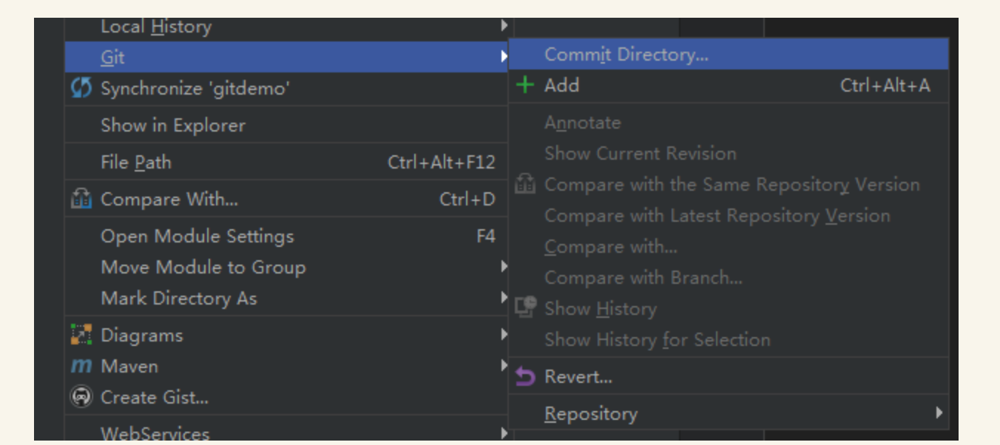 Local History
Git
Synchronize 'gitdemo'
Show in Explorer
File Path Ctrl+Alt+F12
Compare With... Ctrl+D
Open Module Settings F4
Move Module to Group
Mark Directory As
Diagrams
Maven
Create Gist...
WebServices
Commit Directory...
Add Ctrl+Alt+A
Annotate
Show Current Revision
Compare with the Same Repository Version
Compare with Latest Repository Version
Compare with...
Compare with Branch...
Show History
Show History for Selection
Revert...
Repository